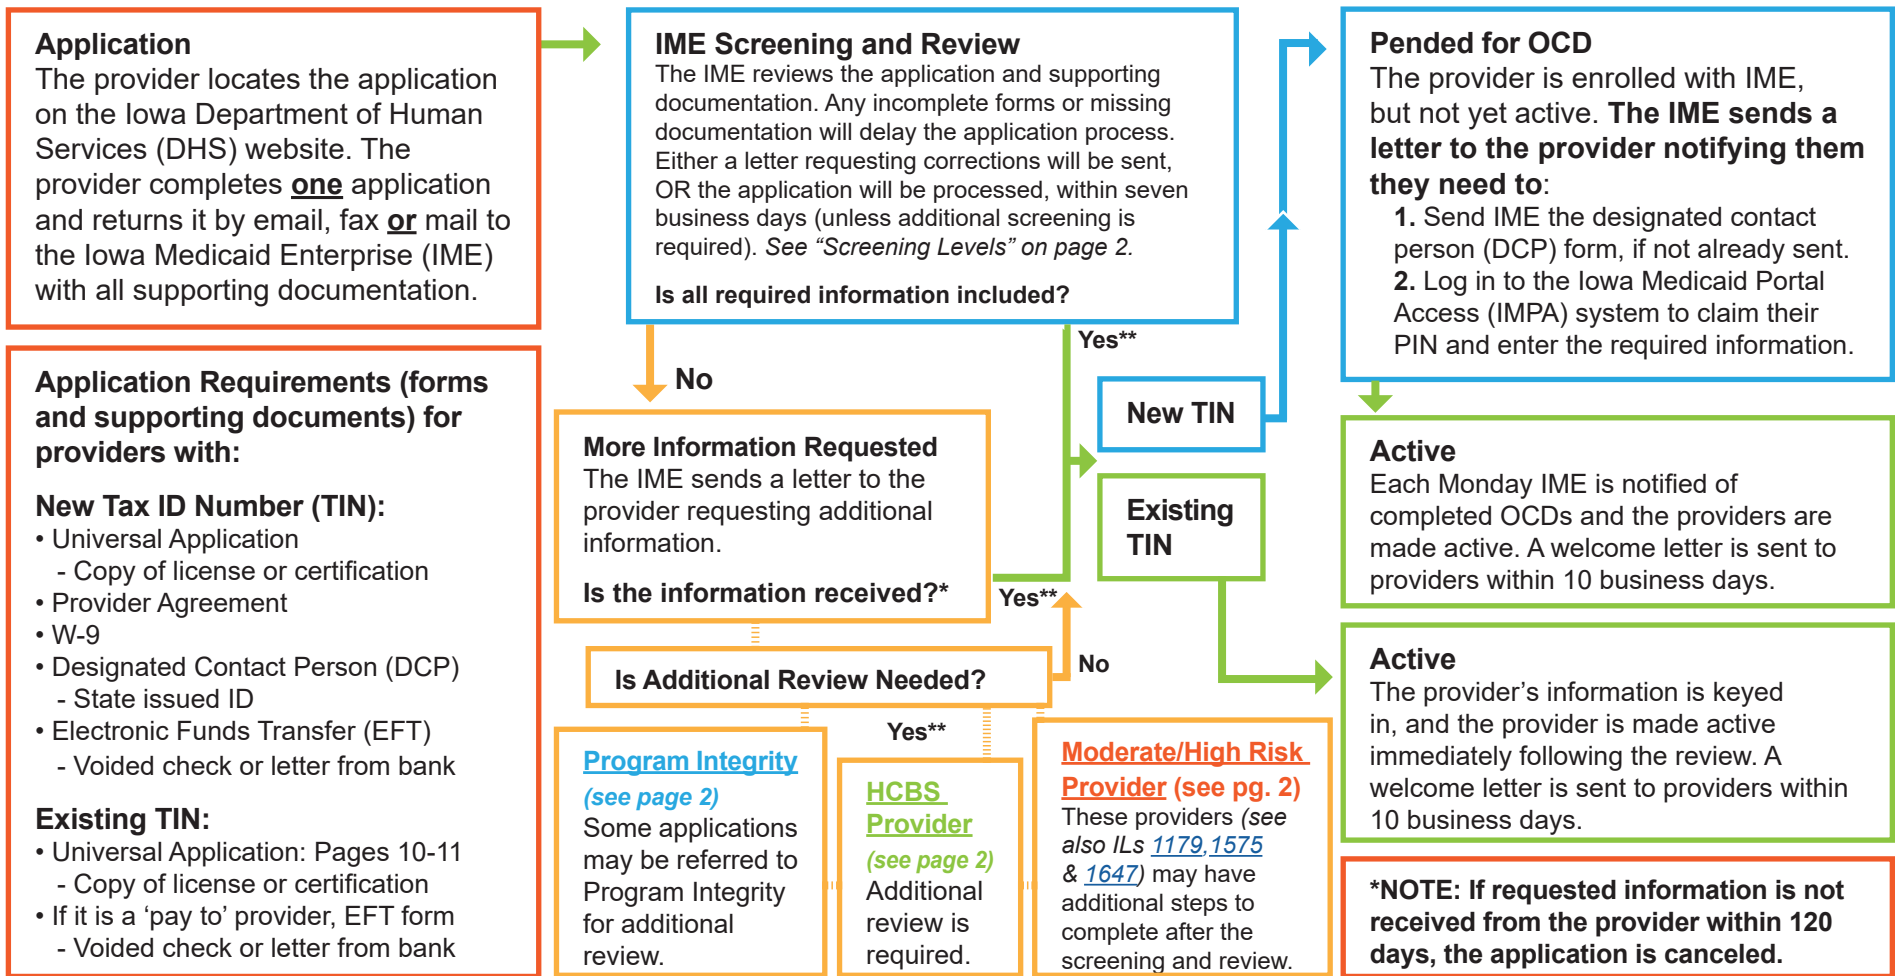 Application
The provider locates the application
on the Iowa Department of Human
Services (DHS) website. The
provider completes one application
and returns it by email, fax or mail to
the Iowa Medicaid Enterprise (IME)
with all supporting documentation.
Application Requirements (forms
and supporting documents) for
providers with:
New Tax ID Number (TIN):
• Universal Application
- Copy of license or certification
• Provider Agreement
• W-9
• Designated Contact Person (DCP)
- State issued ID
• Electronic Funds Transfer (EFT)
- Voided check or letter from bank
Existing TIN:
• Universal Application: Pages 10-11
- Copy of license or certification
• If it is a ‘pay to’ provider, EFT form
- Voided check or letter from bank
IME Screening and Review
The IME reviews the application and supporting
documentation. Any incomplete forms or missing
documentation will delay the application process.
Either a letter requesting corrections will be sent,
OR the application will be processed, within seven
business days (unless additional screening is
required). See “Screening Levels” on page 2.
Is all required information included?
No
Yes**
More Information Requested
The IME sends a letter to the
provider requesting additional
information.
Is the information received?*
Yes**
Is Additional Review Needed?
No
Yes**
Program Integrity
(see page 2)
Some applications
may be referred to
Program Integrity
for additional
review.
HCBS
Provider
(see page 2)
Additional
review is
required.
Moderate/High Risk
Provider (see pg. 2)
These providers (see
also ILs 1179,1575
& 1647) may have
additional steps to
complete after the
screening and review.
New TIN
Existing
TIN
Pended for OCD
The provider is enrolled with IME,
but not yet active. The IME sends a
letter to the provider notifying them
they need to:
1. Send IME the designated contact
person (DCP) form, if not already sent.
2. Log in to the Iowa Medicaid Portal
Access (IMPA) system to claim their
PIN and enter the required information.
Active
Each Monday IME is notified of
completed OCDs and the providers are
made active. A welcome letter is sent to
providers within 10 business days.
Active
The provider’s information is keyed
in, and the provider is made active
immediately following the review. A
welcome letter is sent to providers within
10 business days.
*NOTE: If requested information is not
received from the provider within 120
days, the application is canceled.